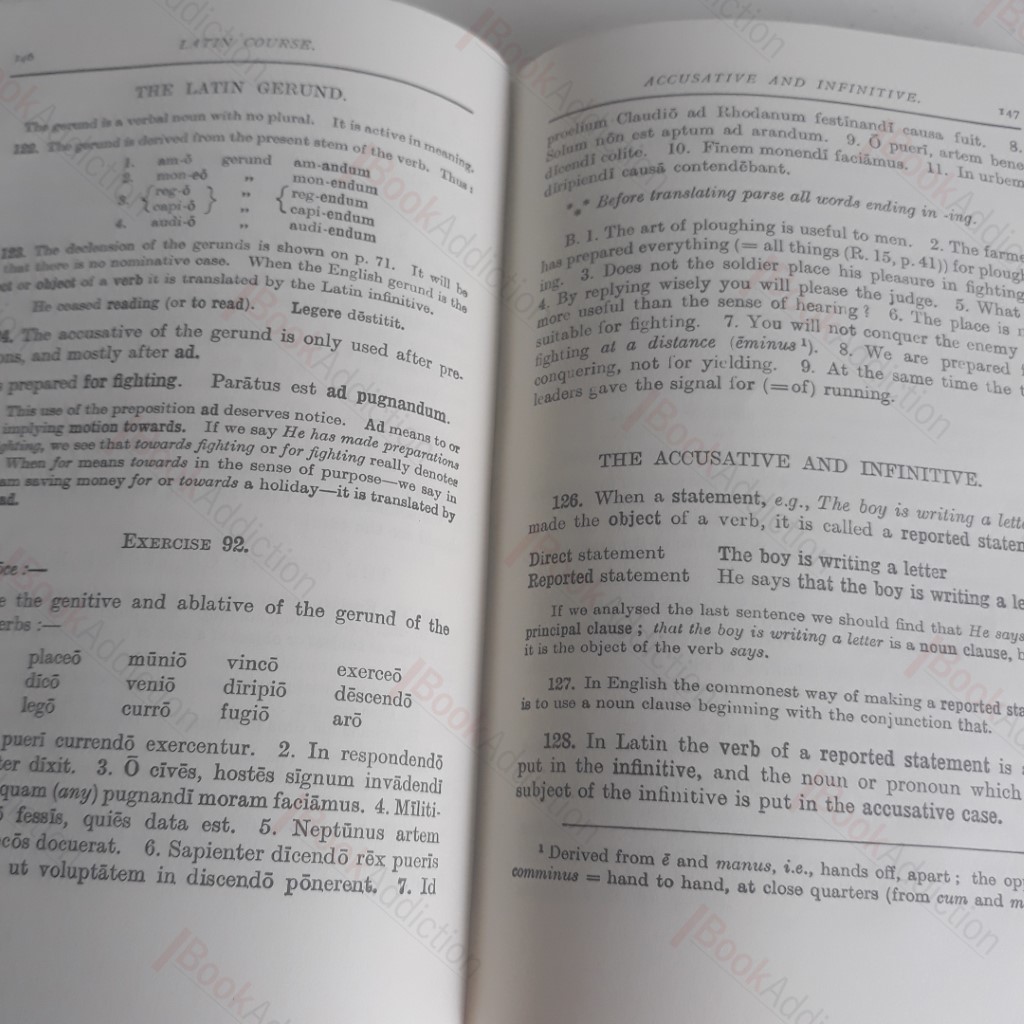 146
LATIN COURSE.
THE LATIN GERUND.
The gerund is a verbal noun with no plural. It is active in meaning.
122. The gerund is derived from the present stem of the verb. Thus:
1. am-ō gerund am-andum
2. mon-eō „ mon-endum
3. { reg-ō } „ { reg-endum
capi-ō „ capi-endum
4. audi-ō „ audi-endum
123. The declension of the gerunds is shown on p. 71. It will be
that there is no nominative case. When the English gerund is the
or object of a verb it is translated by the Latin infinitive.
He ceased reading (or to read). Legere dēstitit.
The accusative of the gerund is only used after pre-
and mostly after ad.
prepared for fighting. Parātus est ad pugnandum.
This use of the preposition ad deserves notice. Ad means to or
implying motion towards. If we say He has made preparations
fighting, we see that towards fighting or for fighting really denotes
When for means towards in the sense of purpose—we say in
am saving money for or towards a holiday—it is translated by
ad.
EXERCISE 92.
:—
the genitive and ablative of the gerund of the
:—
placeō mūniō vincō exerceō
dīcō veniō dīripiō dēscendō
legō currō fugiō arō
puerī currendō exercentur. 2. In respondendō
dīxit. 3. Ō cīvēs, hostēs sīgnum invādendī
quam (any) pugnandī moram faciāmus. 4. Mīliti-
fessīs, quiēs data est. 5. Neptūnus artem
docuerat. 6. Sapienter dīcendō rēx puerīs
ut voluptātem in discendō pōnerent. 7. Id
ACCUSATIVE AND INFINITIVE.
147
proelium Claudiō ad Rhodanum festīnandī causa fuit. 8.
Solum nōn est aptum ad arandum. 9. Ō puerī, artem bene
dīcendī colite. 10. Fīnem monendī faciāmus. 11. In urbem
dīripiendī causā contendēbant.
*** Before translating parse all words ending in -ing.
B. 1. The art of ploughing is useful to men. 2. The
has prepared everything (= all things (R. 15, p. 41)) for
ing. 3. Does not the soldier place his pleasure in fighting
4. By replying wisely you will please the judge. 5. What
more useful than the sense of hearing? 6. The place is
suitable for fighting. 7. You will not conquer the enemy
fighting at a distance (ēminus ¹). 8. We are prepared
conquering, not for yielding. 9. At the same time the
leaders gave the signal for (=of) running.
THE ACCUSATIVE AND INFINITIVE.
126. When a statement, e.g., The boy is writing a
made the object of a verb, it is called a reported
Direct statement The boy is writing a letter
Reported statement He says that the boy is writing a
If we analysed the last sentence we should find that He says
principal clause; that the boy is writing a letter is a noun clause,
it is the object of the verb says.
127. In English the commonest way of making a reported
is to use a noun clause beginning with the conjunction that.
128. In Latin the verb of a reported statement is
put in the infinitive, and the noun or pronoun which
subject of the infinitive is put in the accusative case.
¹ Derived from ē and manus, i.e., hands off, apart; the
comminus = hand to hand, at close quarters (from cum and